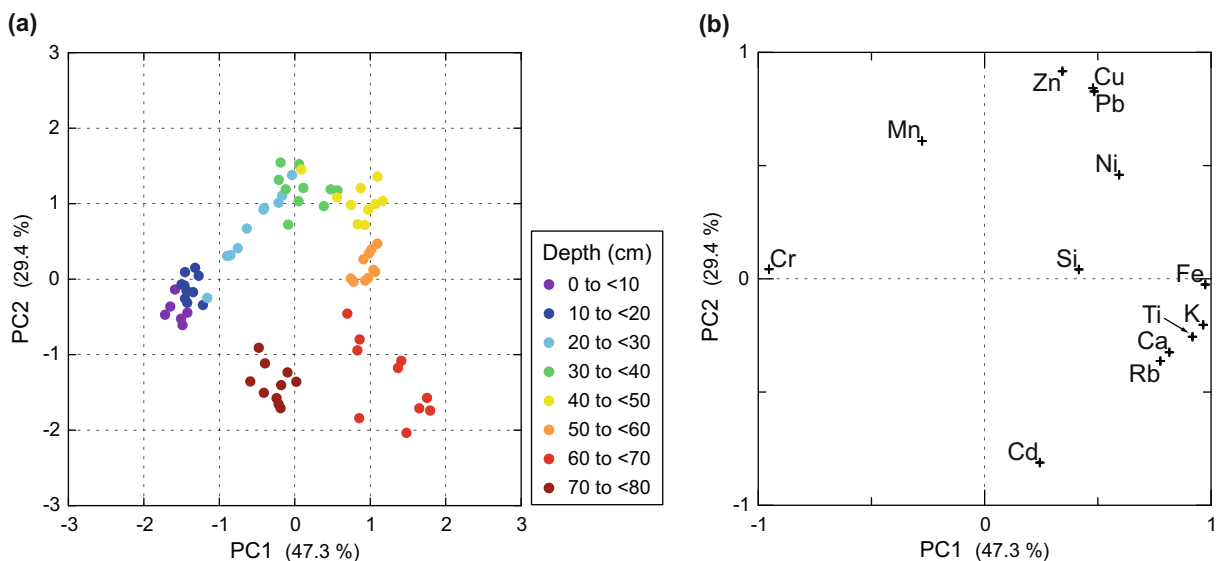 (a)
3
2
1
0
-1
-2
-3
PC2 (29.4 %)
-3
-2
-1
0
1
2
3
PC1 (47.3 %)
Depth (cm)
0 to <10
10 to <20
20 to <30
30 to <40
40 to <50
50 to <60
60 to <70
70 to <80
(b)
1
0
-1
PC2 (29.4 %)
Zn
Cu
Pb
Mn
Ni
Cr
Si
Fe
Ti
K
Ca
Rb
Cd
-1
0
1
PC1 (47.3 %)